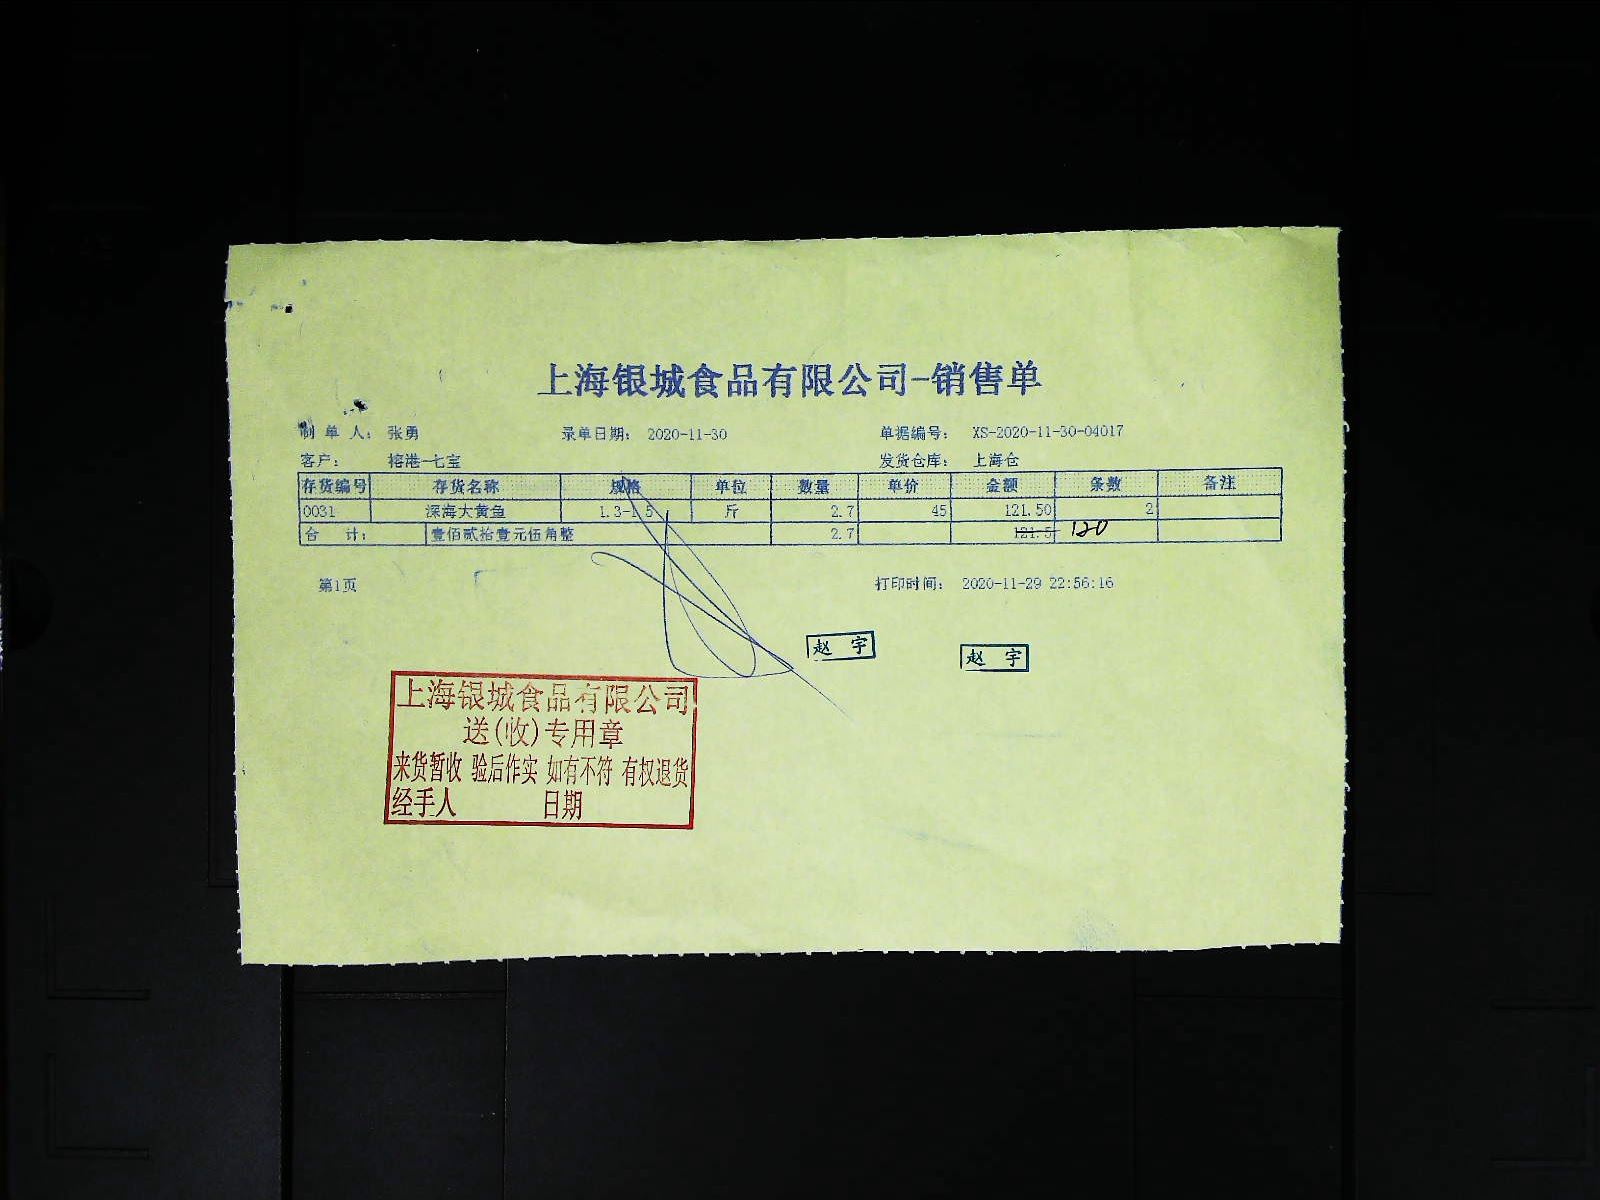 上海银城食品有限公司-销售单
制 单 人： 张勇 录单日期： 2020-11-30 单据编号： XS-2020-11-30-04017
客户： 榕港-七宝 发货仓库： 上海仓
存货编号 存货名称 规格 单位 数量 单价 金额 条数 备注
0031 深海大黄鱼 1.3-1.5 斤 2.7 45 121.50 2
合 计： 壹佰贰拾壹元伍角整 2.7 121.5 120
第1页 打印时间： 2020-11-29 22:56:16
赵 宇 赵 宇
上海银城食品有限公司
送(收)专用章
来货暂收 验后作实 如有不符 有权退货
经手人 日期